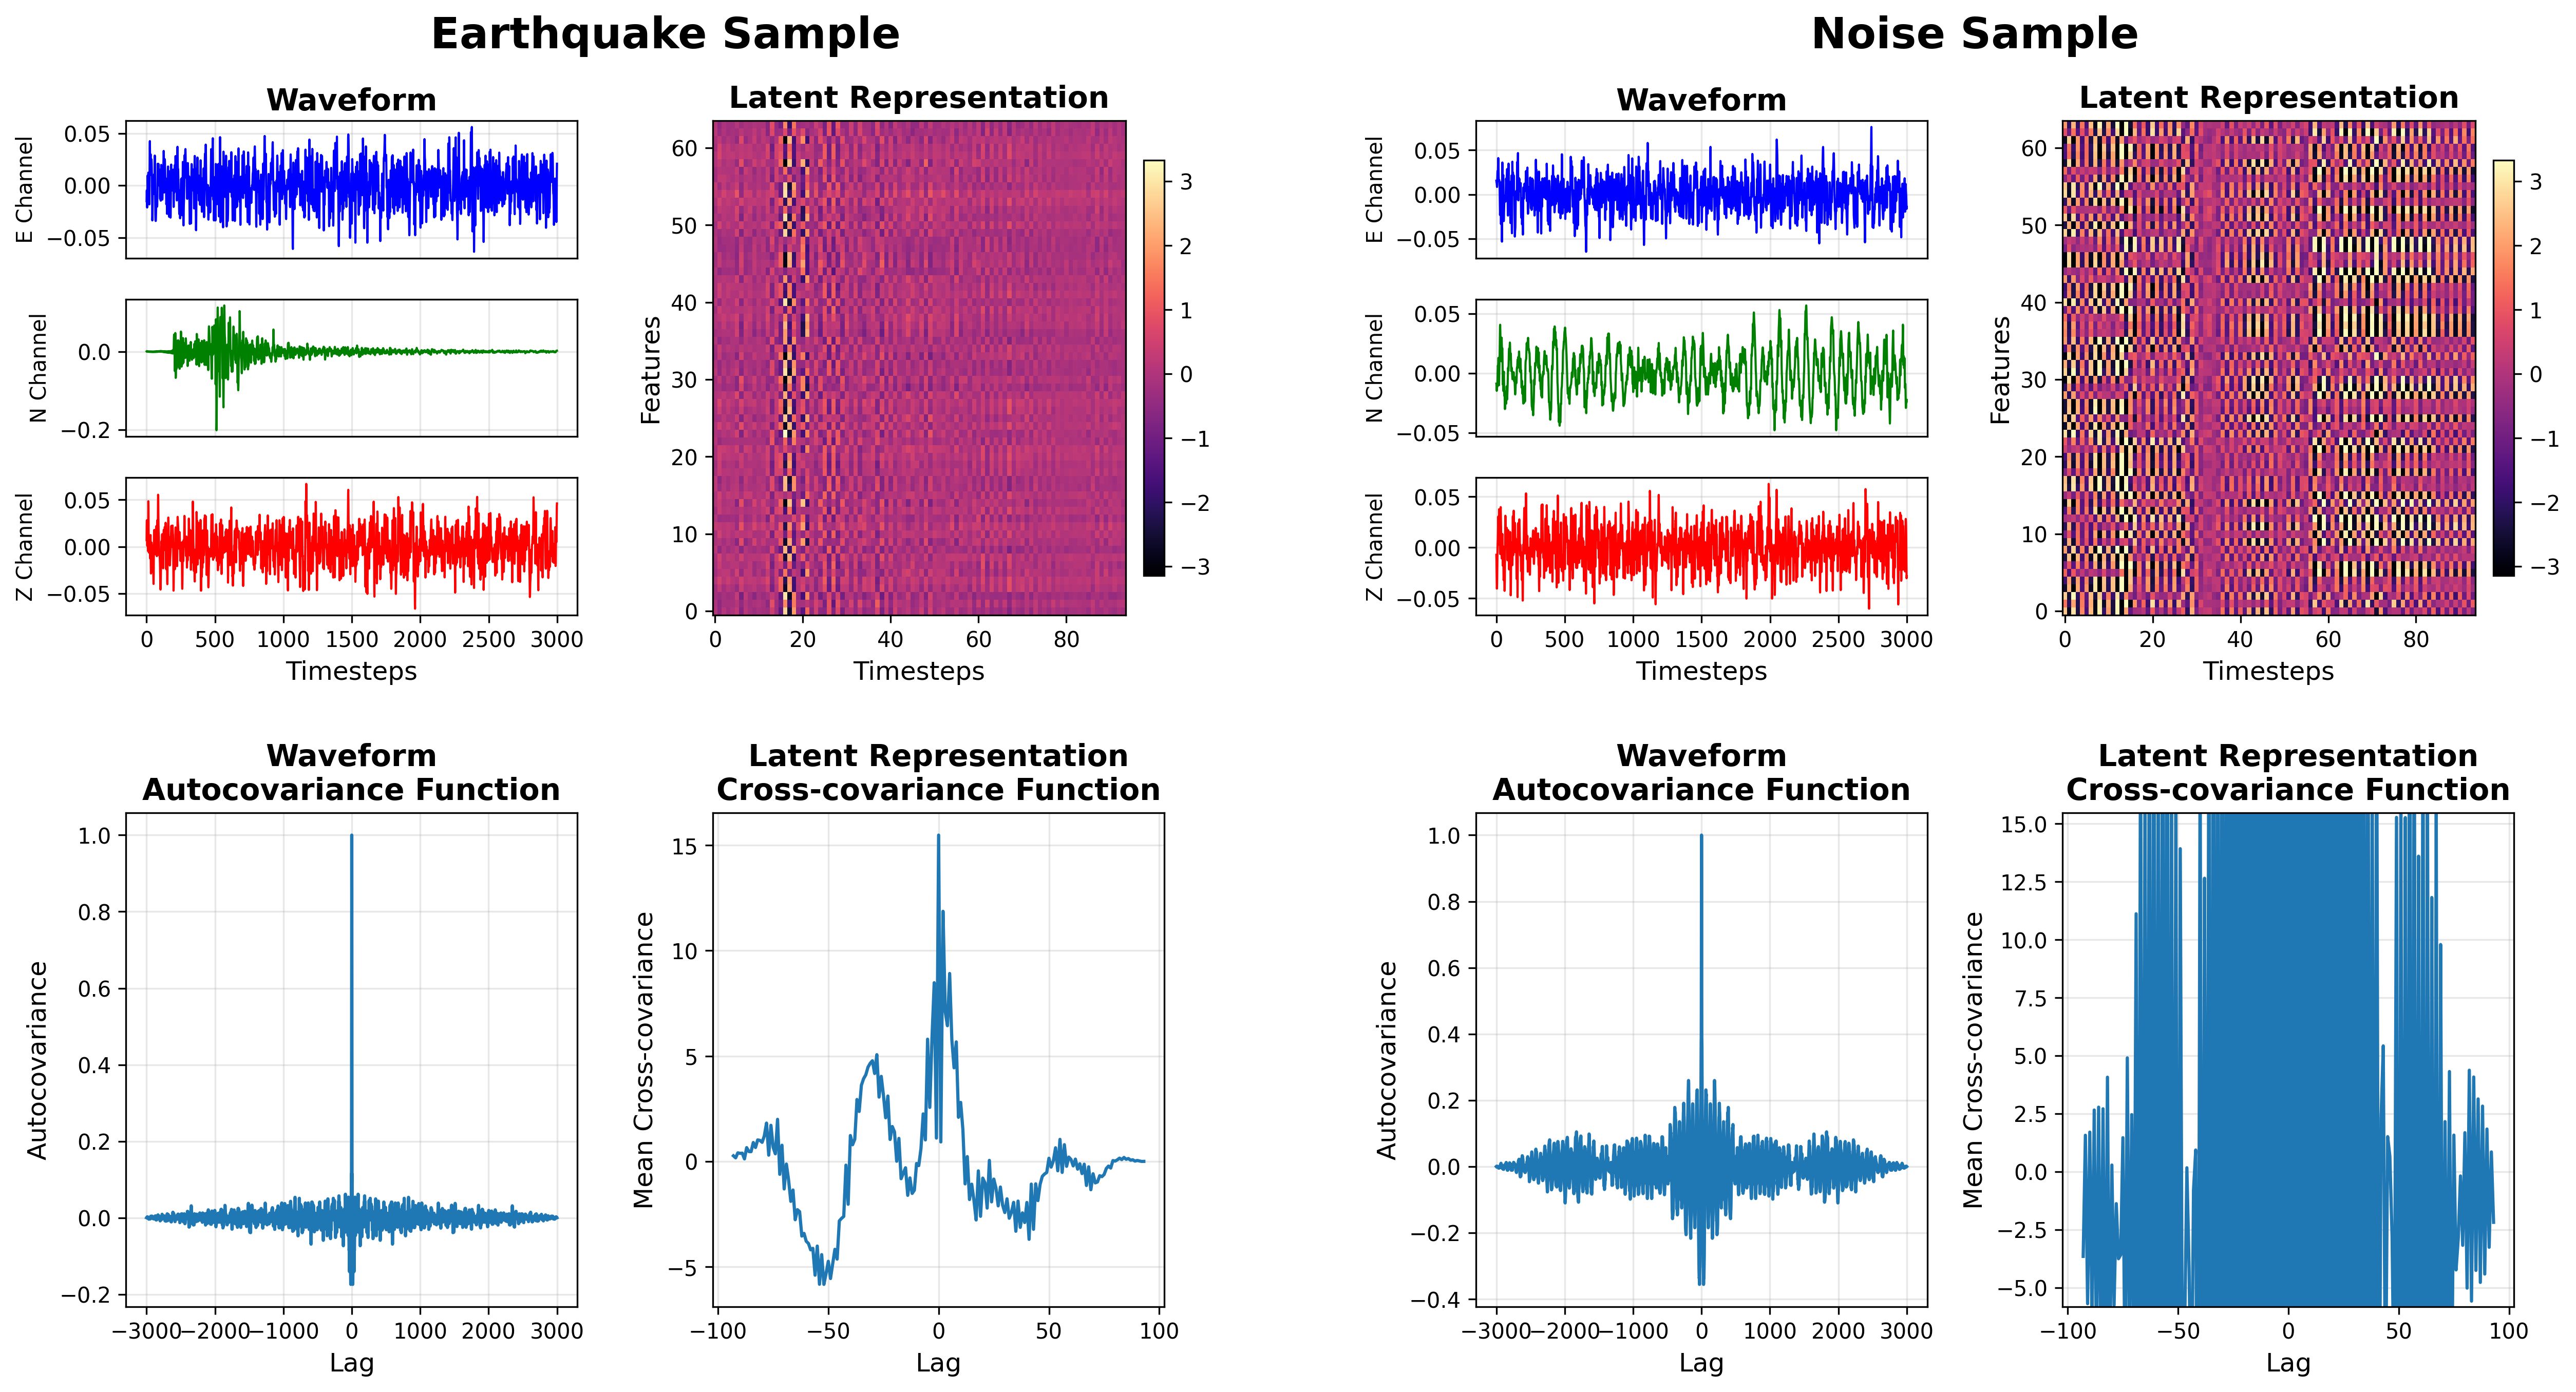 Earthquake Sample
Noise Sample
Waveform
E Channel
0.05
0.00
−0.05
N Channel
0.0
−0.2
Z Channel
0.05
0.00
−0.05
0 500 1000 1500 2000 2500 3000
Timesteps
Latent Representation
Features
60
50
40
30
20
10
0
0 20 40 60 80
Timesteps
3
2
1
0
−1
−2
−3
Waveform
E Channel
0.05
0.00
−0.05
N Channel
0.05
0.00
−0.05
Z Channel
0.05
0.00
−0.05
0 500 1000 1500 2000 2500 3000
Timesteps
Latent Representation
Features
60
50
40
30
20
10
0
0 20 40 60 80
Timesteps
3
2
1
0
−1
−2
−3
Waveform
Autocovariance Function
Autocovariance
1.0
0.8
0.6
0.4
0.2
0.0
−0.2
−3000 −2000 −1000 0 1000 2000 3000
Lag
Latent Representation
Cross-covariance Function
Mean Cross-covariance
15
10
5
0
−5
−100 −50 0 50 100
Lag
Waveform
Autocovariance Function
Autocovariance
1.0
0.8
0.6
0.4
0.2
0.0
−0.2
−0.4
−3000 −2000 −1000 0 1000 2000 3000
Lag
Latent Representation
Cross-covariance Function
Mean Cross-covariance
15.0
12.5
10.0
7.5
5.0
2.5
0.0
−2.5
−5.0
−100 −50 0 50 100
Lag